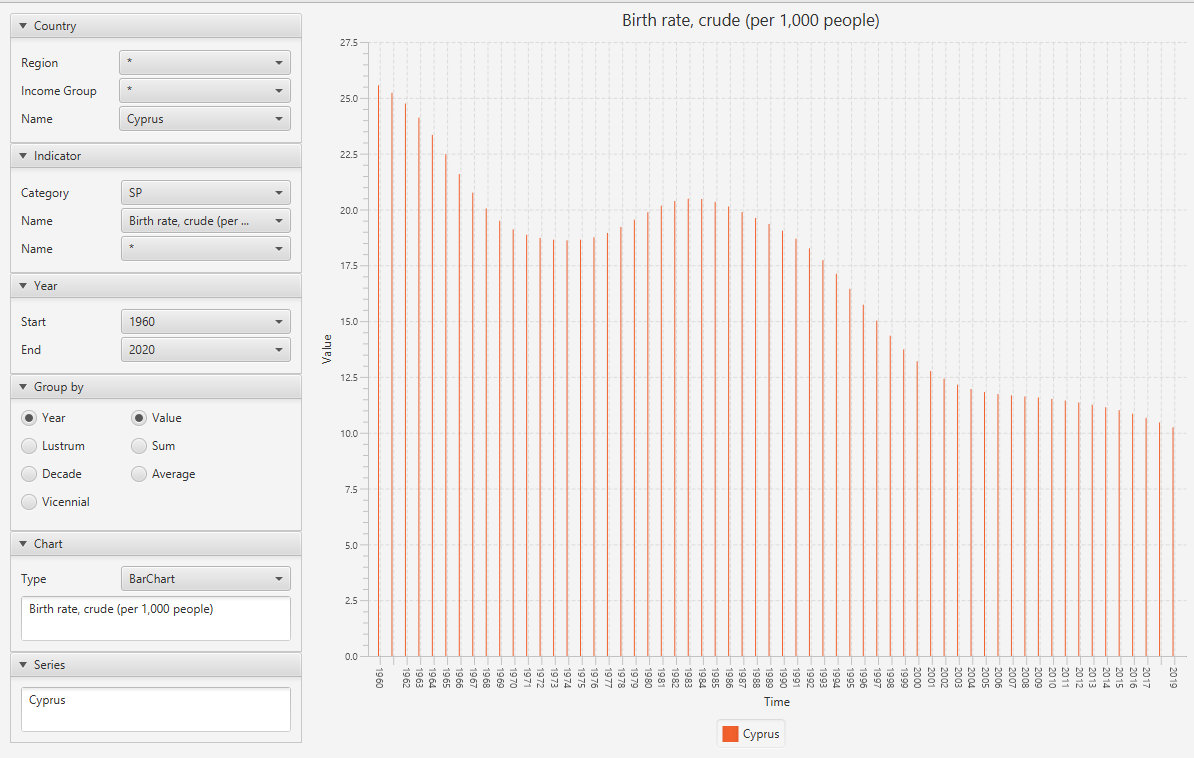 Country
Region *
Income Group *
Name Cyprus
Indicator
Category SP
Name Birth rate, crude (per ...
Name *
Year
Start 1960
End 2020
Group by
Year Value
Lustrum Sum
Decade Average
Vicennial
Chart
Type BarChart
Birth rate, crude (per 1,000 people)
Series
Cyprus
Birth rate, crude (per 1,000 people)
27.5
25.0
22.5
20.0
17.5
15.0
12.5
10.0
7.5
5.0
2.5
0.0
Value
1960 1962 1963 1964 1965 1966 1967 1968 1969 1970 1971 1972 1973 1974 1975 1976 1977 1978 1979 1980 1981 1982 1983 1984 1985 1986 1987 1988 1989 1990 1991 1992 1993 1994 1995 1996 1997 1998 1999 2000 2001 2002 2003 2004 2005 2006 2007 2008 2009 2010 2011 2012 2013 2014 2015 2016 2017 2019
Time
Cyprus